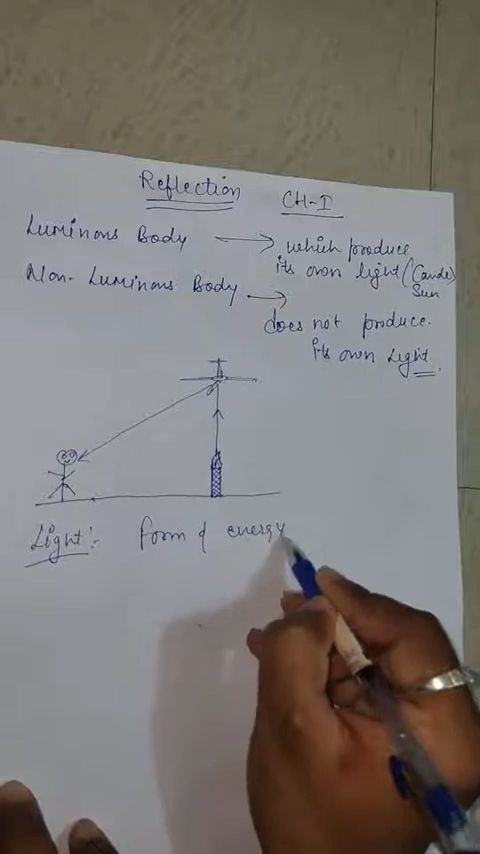 Reflection CH-I
Luminous Body → which produce
its own light (Candle)
Sun
Non-Luminous Body →
does not produce.
its own Light.
Light:- form of energy